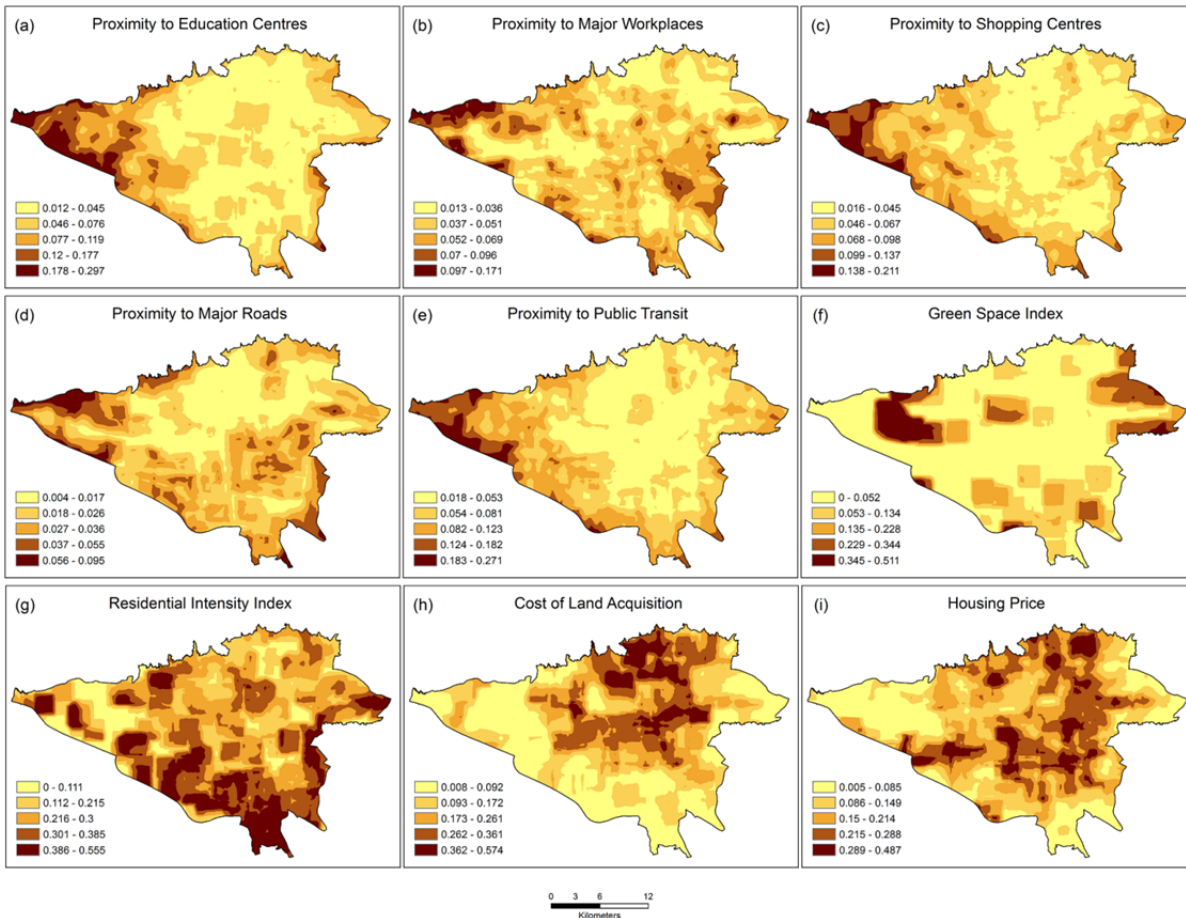 (a) Proximity to Education Centres
0.012 - 0.045
0.046 - 0.076
0.077 - 0.119
0.12 - 0.177
0.178 - 0.297
(b) Proximity to Major Workplaces
0.013 - 0.036
0.037 - 0.051
0.052 - 0.069
0.07 - 0.096
0.097 - 0.171
(c) Proximity to Shopping Centres
0.016 - 0.045
0.046 - 0.067
0.068 - 0.098
0.099 - 0.137
0.138 - 0.211
(d) Proximity to Major Roads
0.004 - 0.017
0.018 - 0.026
0.027 - 0.036
0.037 - 0.055
0.056 - 0.095
(e) Proximity to Public Transit
0.018 - 0.053
0.054 - 0.081
0.082 - 0.123
0.124 - 0.182
0.183 - 0.271
(f) Green Space Index
0 - 0.052
0.053 - 0.134
0.135 - 0.228
0.229 - 0.344
0.345 - 0.511
(g) Residential Intensity Index
0 - 0.111
0.112 - 0.215
0.216 - 0.3
0.301 - 0.385
0.386 - 0.555
(h) Cost of Land Acquisition
0.008 - 0.092
0.093 - 0.172
0.173 - 0.261
0.262 - 0.361
0.362 - 0.574
(i) Housing Price
0.005 - 0.085
0.086 - 0.149
0.15 - 0.214
0.215 - 0.288
0.289 - 0.487
0 3 6 12
Kilometers